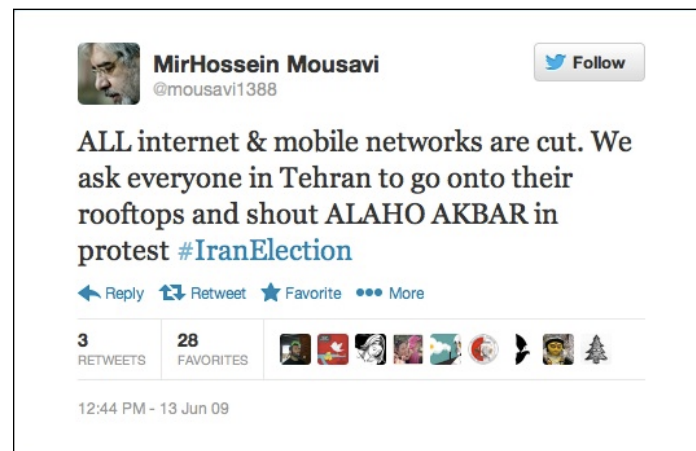 MirHossein Mousavi
@mousavi1388
Follow
ALL internet & mobile networks are cut. We
ask everyone in Tehran to go onto their
rooftops and shout ALAHO AKBAR in
protest #IranElection
Reply Retweet Favorite More
3
RETWEETS
28
FAVORITES
12:44 PM - 13 Jun 09